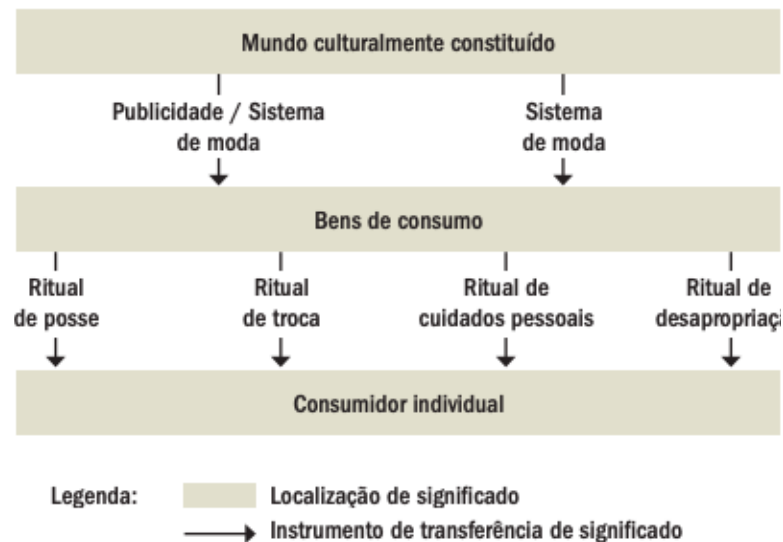 Mundo culturalmente constituído
Publicidade / Sistema
de moda
Sistema
de moda
Bens de consumo
Ritual
de posse
Ritual
de troca
Ritual de
cuidados pessoais
Ritual de
desapropriaçã
Consumidor individual
Legenda:
Localização de significado
Instrumento de transferência de significado